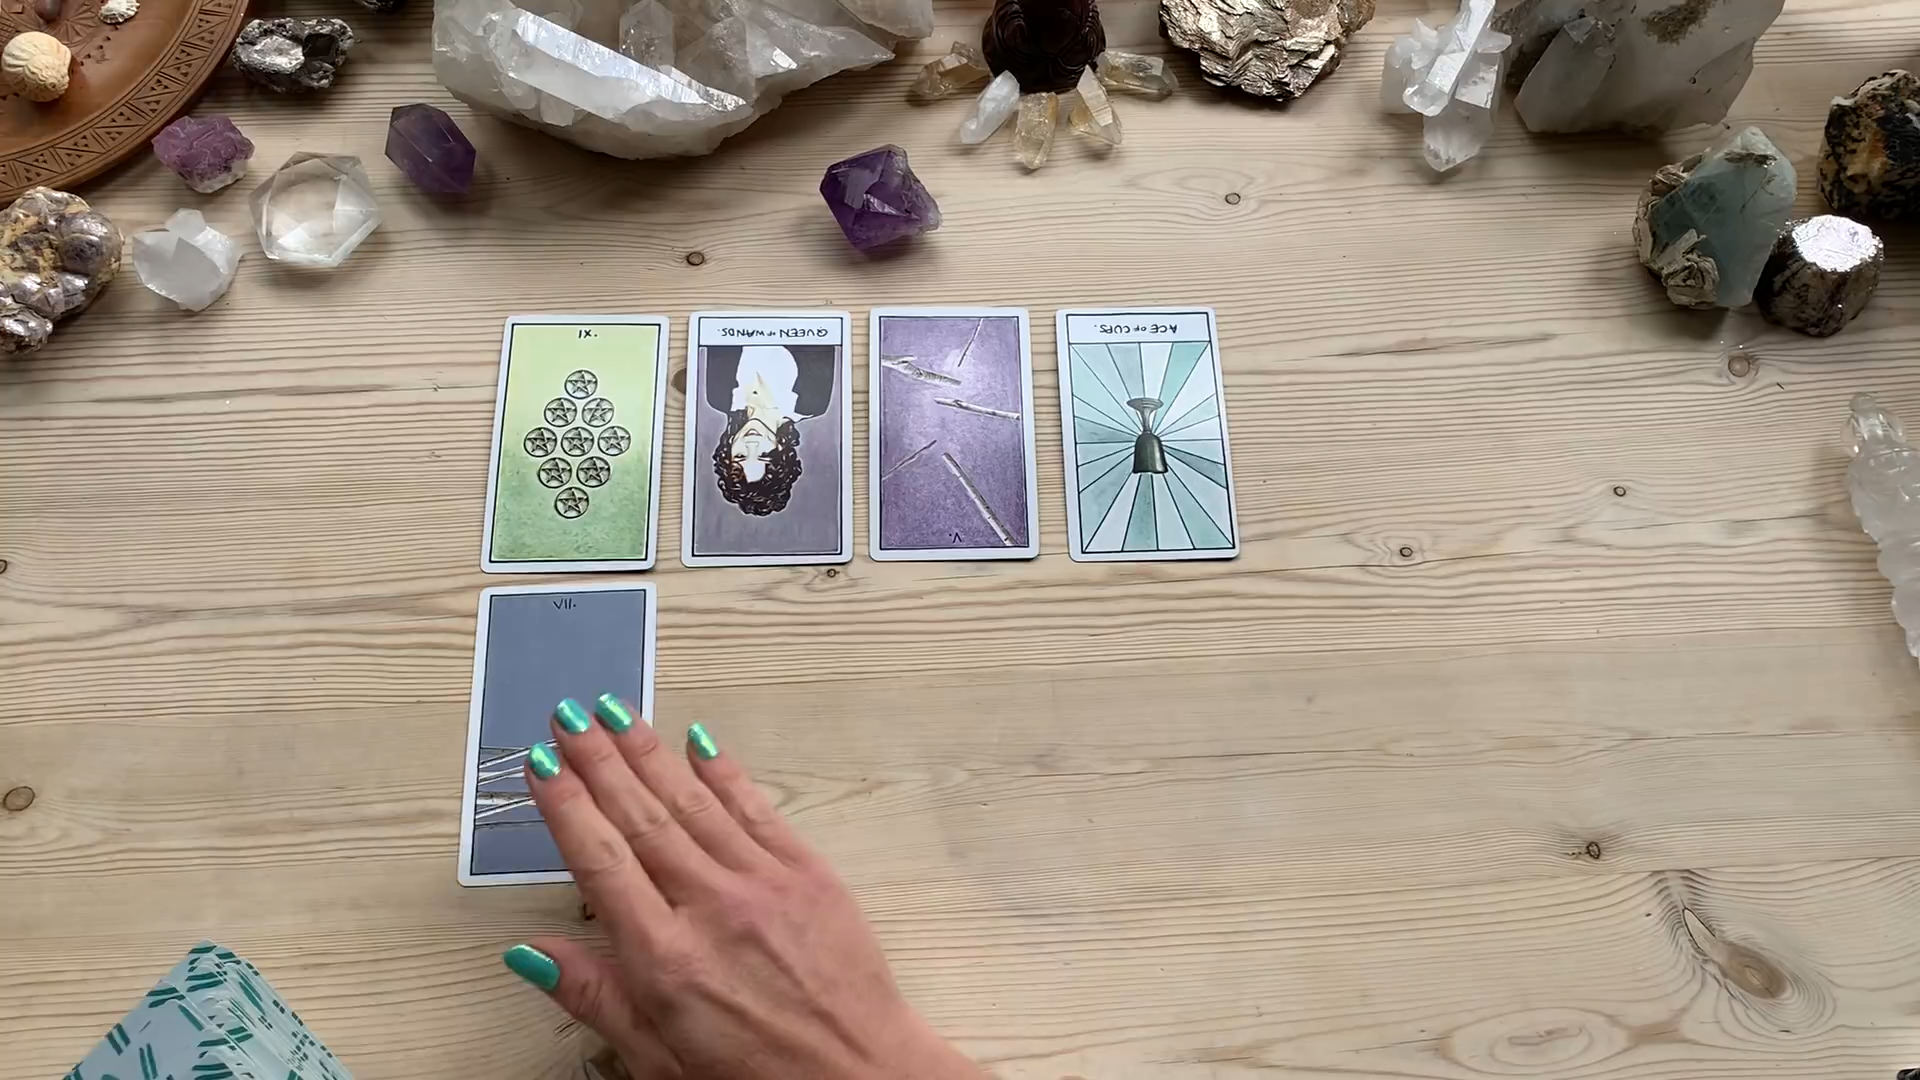 IX.
QUEEN OF WANDS.
V.
ACE OF CUPS.
VII.